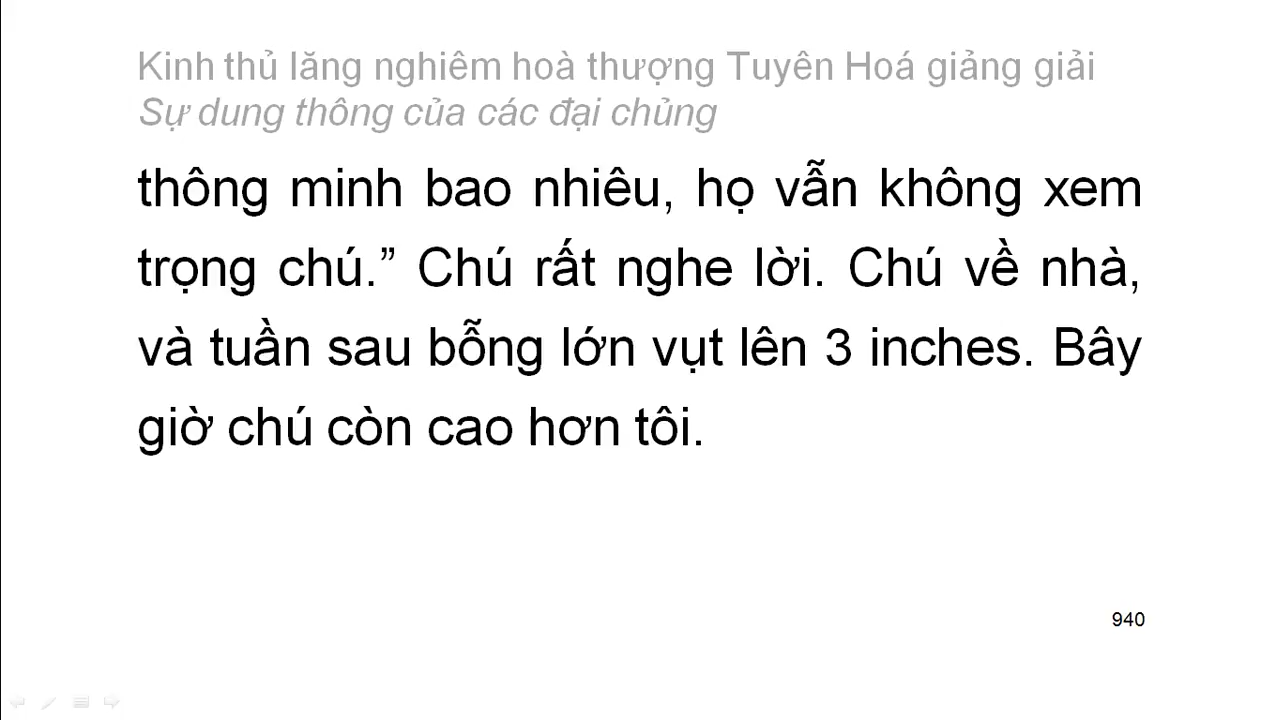 Kinh thủ lăng nghiêm hoà thượng Tuyên Hoá giảng giải
Sự dung thông của các đại chủng
thông minh bao nhiêu, họ vẫn không xem
trọng chú.” Chú rất nghe lời. Chú về nhà,
và tuần sau bỗng lớn vụt lên 3 inches. Bây
giờ chú còn cao hơn tôi.
940